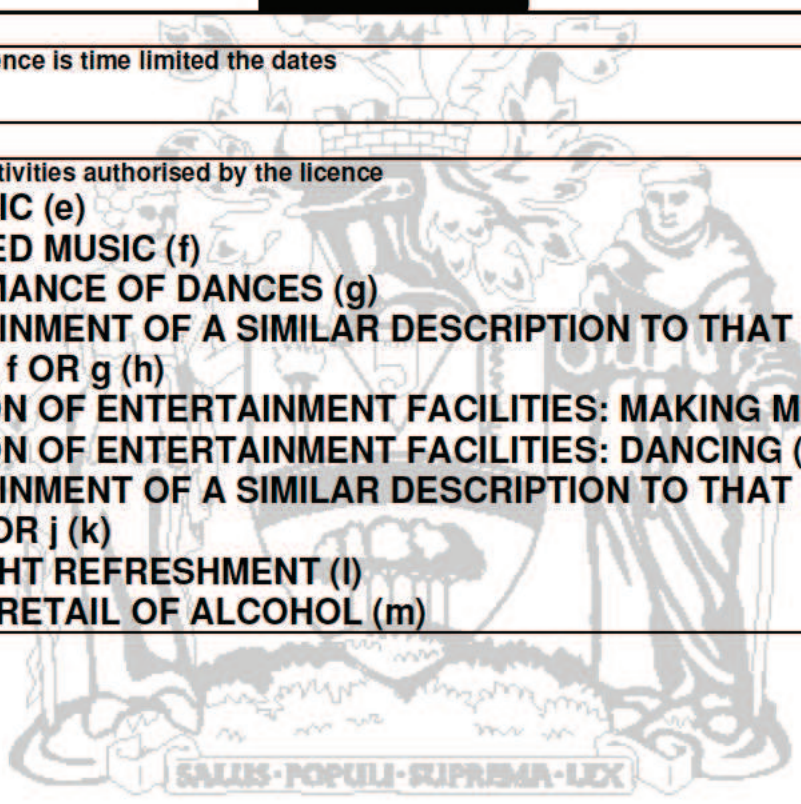 ence is time limited the dates
tivities authorised by the licence
IC (e)
ED MUSIC (f)
MANCE OF DANCES (g)
INMENT OF A SIMILAR DESCRIPTION TO THAT
f OR g (h)
ON OF ENTERTAINMENT FACILITIES: MAKING M
ON OF ENTERTAINMENT FACILITIES: DANCING (
INMENT OF A SIMILAR DESCRIPTION TO THAT
OR j (k)
HT REFRESHMENT (l)
RETAIL OF ALCOHOL (m)
SALUS·POPULI·SUPREMA·LEX